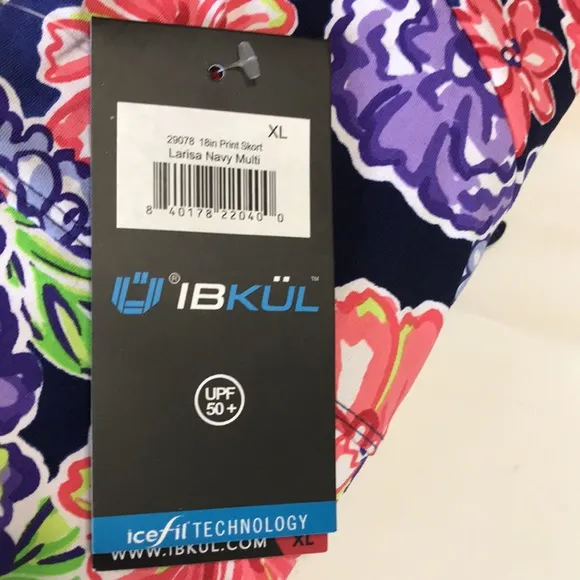 XL
29078 18in Print Skort
Larisa Navy Multi
8 40178 22040 0
® IBKÜL™
UPF
50+
icefil TECHNOLOGY
WWW.IBKUL.COM XL